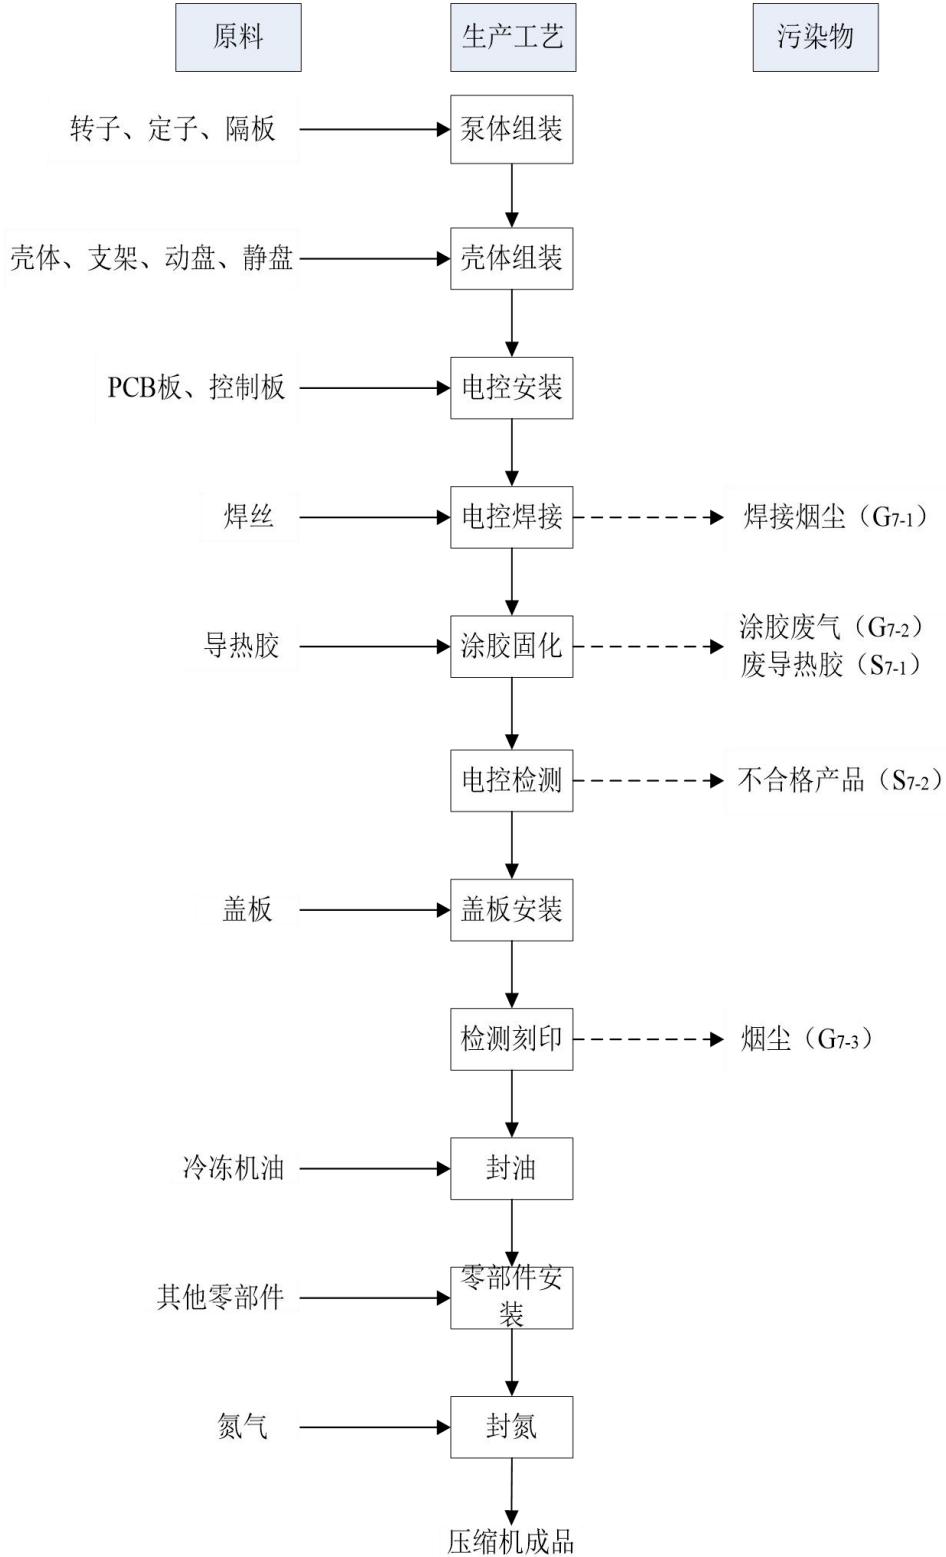 原料
生产工艺
污染物
转子、定子、隔板
泵体组装
壳体、支架、动盘、静盘
壳体组装
PCB板、控制板
电控安装
焊丝
电控焊接
焊接烟尘（G7-1）
导热胶
涂胶固化
涂胶废气（G7-2）
废导热胶（S7-1）
电控检测
不合格产品（S7-2）
盖板
盖板安装
检测刻印
烟尘（G7-3）
冷冻机油
封油
其他零部件
零部件安
装
氮气
封氮
压缩机成品